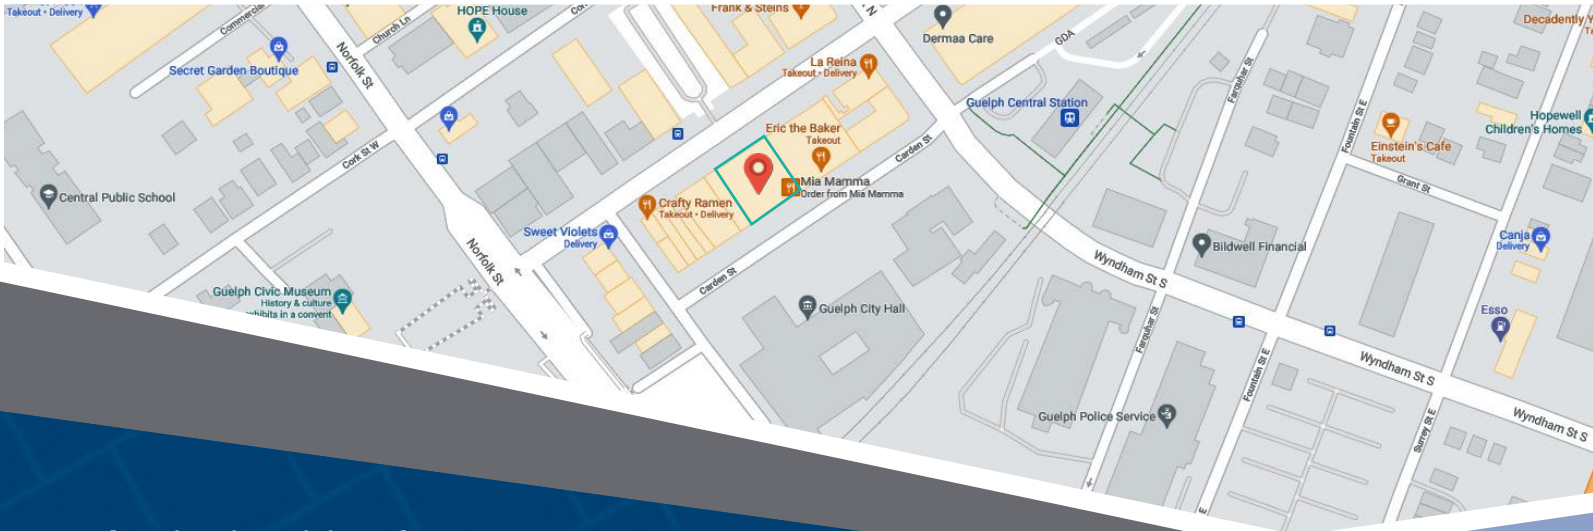 Takeout • Delivery
Commercial
Church Ln
HOPE House
Frank & Steins
N
Dermaa Care
GDA
Decadently
Secret Garden Boutique
Norfolk St
La Reina
Takeout • Delivery
Guelph Central Station
Farquhar St
Fountain St E
Hopewell
Children's Homes
Einstein's Cafe
Takeout
Eric the Baker
Takeout
Carden St
Cork St W
Central Public School
Mia Mamma
Order from Mia Mamma
Crafty Ramen
Takeout • Delivery
Grant St
Sweet Violets
Delivery
Norfolk St
Canja
Delivery
Bildwell Financial
Wyndham St S
Carden St
Guelph Civic Museum
History & culture
exhibits in a convent
Guelph City Hall
Esso
Farquhar St
Fountain St E
Wyndham St S
Guelph Police Service
Surrey St E
Wyndham St S
E